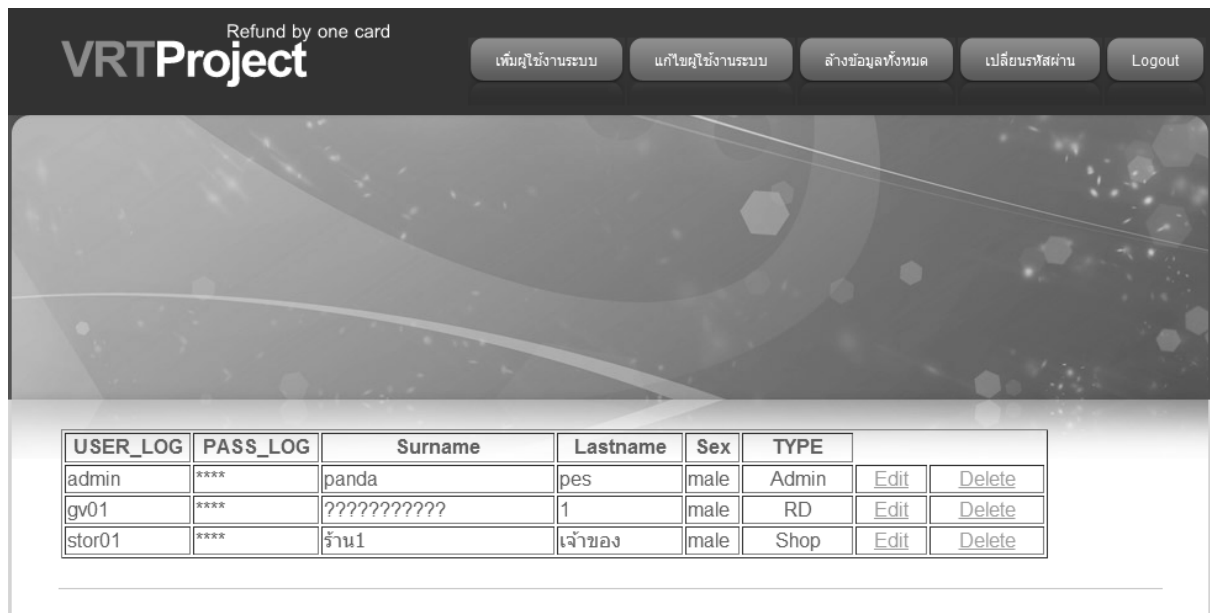 Refund by one card
VRTProject
เพิ่มผู้ใช้งานระบบ แก้ไขผู้ใช้งานระบบ ล้างข้อมูลทั้งหมด เปลี่ยนรหัสผ่าน Logout
USER_LOG PASS_LOG Surname Lastname Sex TYPE
admin **** panda pes male Admin Edit Delete
gv01 **** ??????????? 1 male RD Edit Delete
stor01 **** ร้าน1 เจ้าของ male Shop Edit Delete